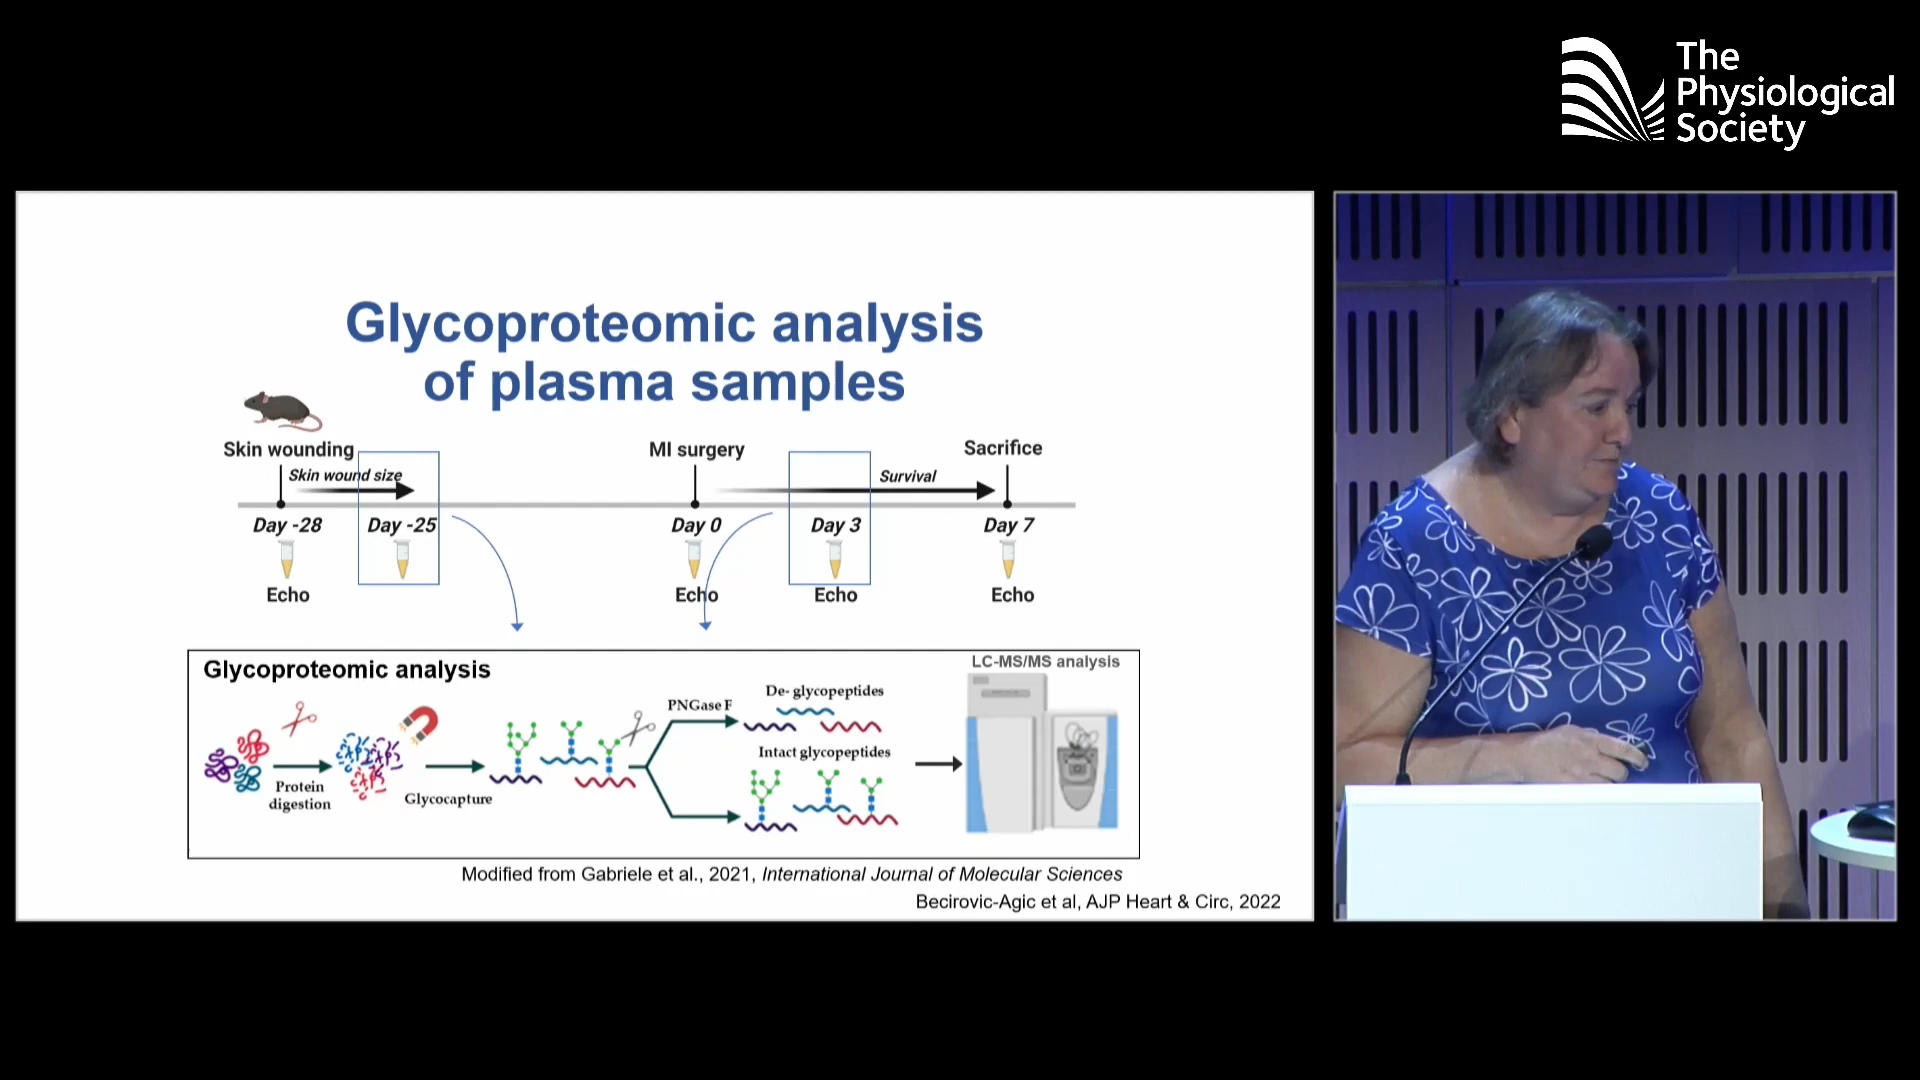 The
Physiological
Society
Glycoproteomic analysis
of plasma samples
Skin wounding
MI surgery
Sacrifice
Skin wound size
Survival
Day -28
Day -25
Day 0
Day 3
Day 7
Echo
Echo
Echo
Echo
Glycoproteomic analysis
LC-MS/MS analysis
Protein
digestion
Glycocapture
PNGase F
De- glycopeptides
Intact glycopeptides
Modified from Gabriele et al., 2021, International Journal of Molecular Sciences
Becirovic-Agic et al, AJP Heart & Circ, 2022